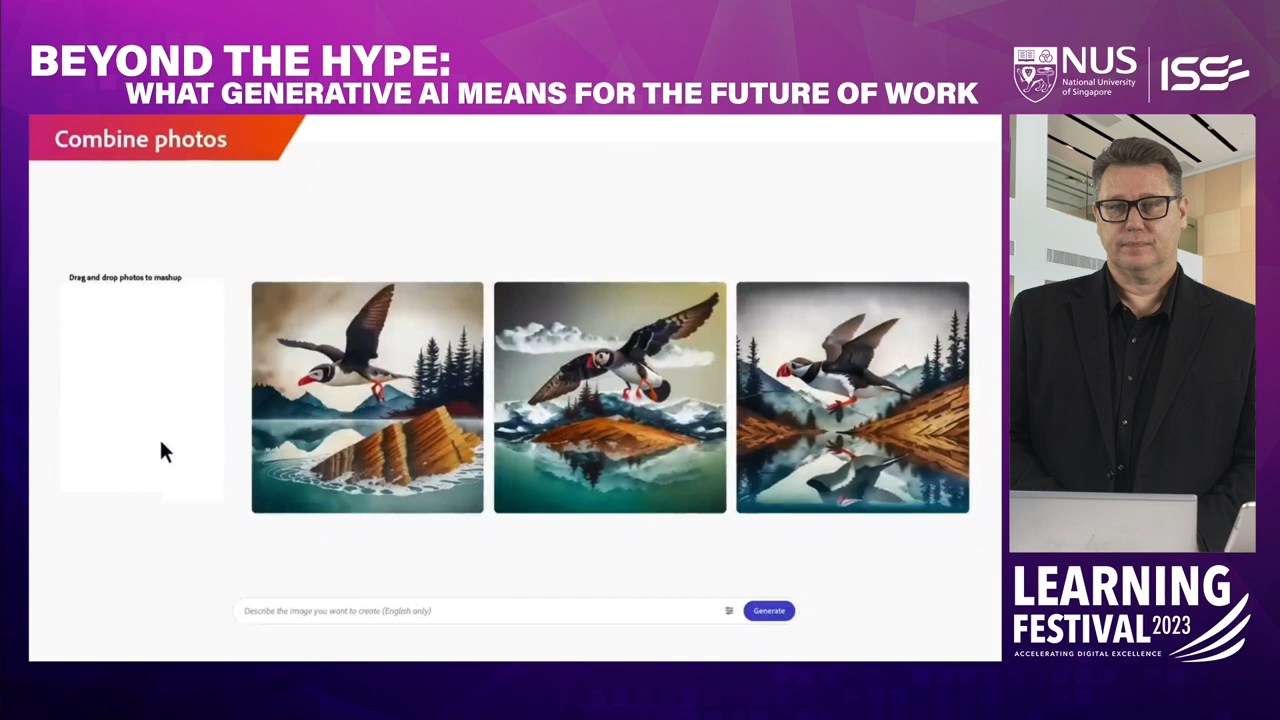 BEYOND THE HYPE:
WHAT GENERATIVE AI MEANS FOR THE FUTURE OF WORK
NUS
National University
of Singapore
ISS
Combine photos
Drag and drop photos to mashup
Describe the image you want to create (English only)
Generate
LEARNING
FESTIVAL 2023
ACCELERATING DIGITAL EXCELLENCE